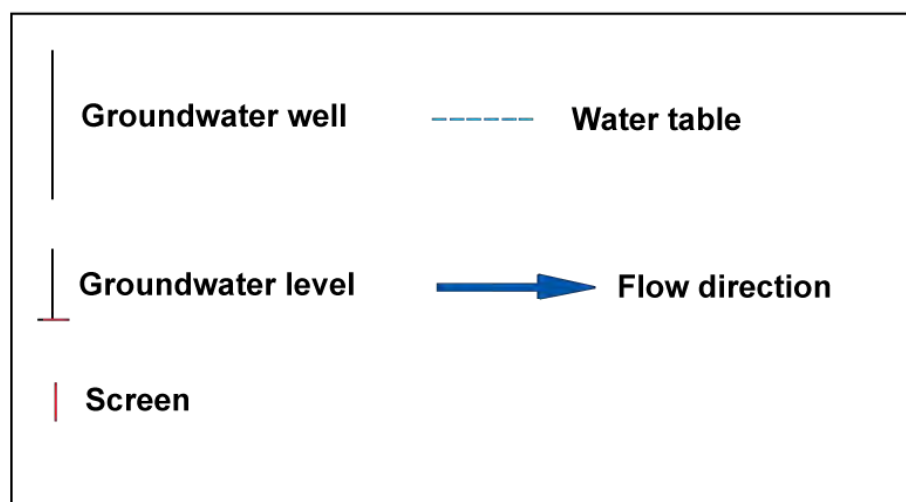 Groundwater well
Water table
Groundwater level
Flow direction
Screen